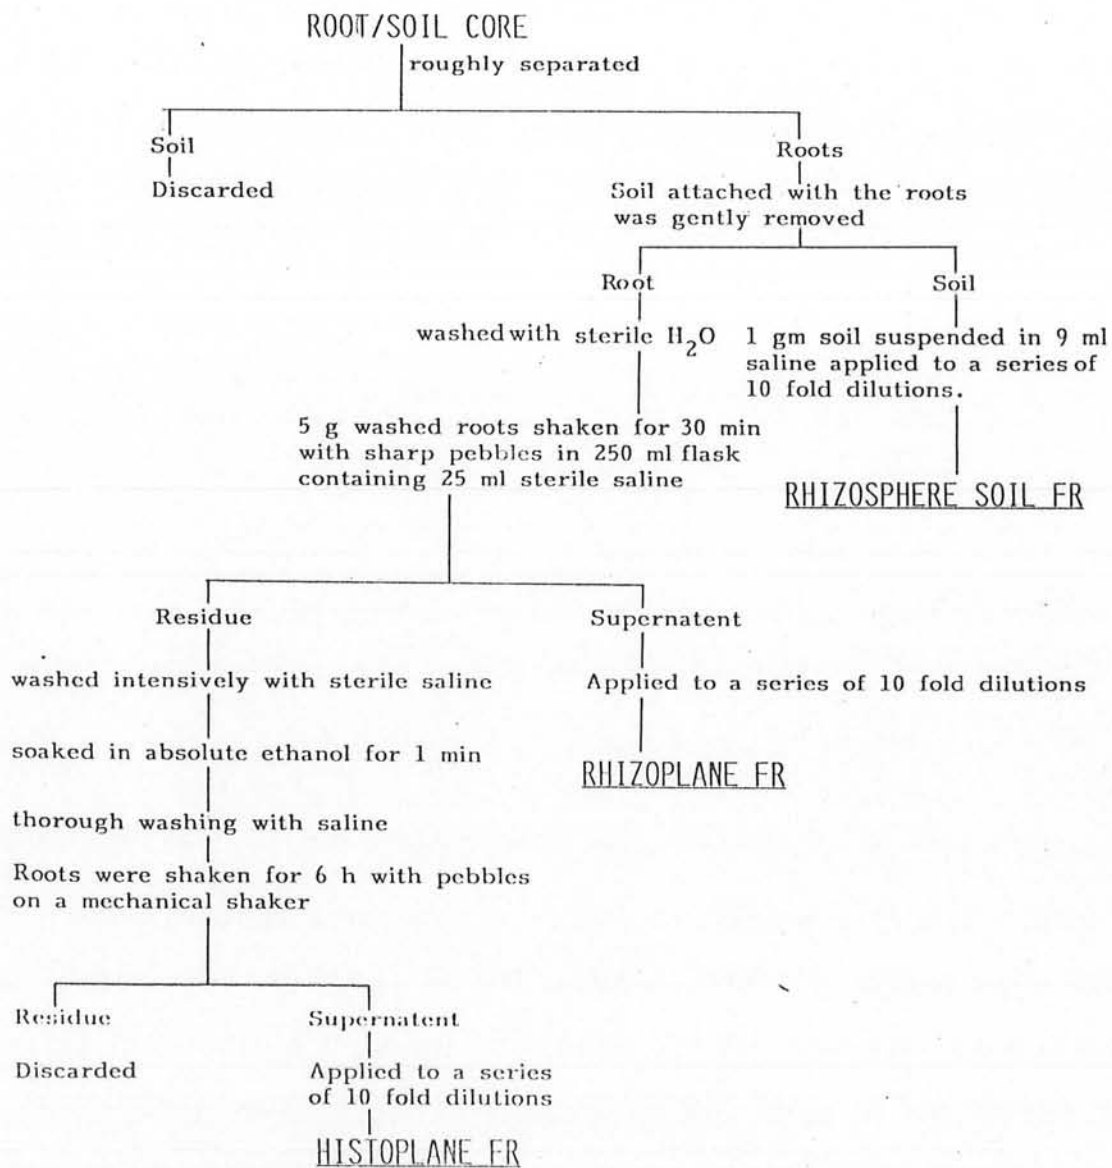 ROOT/SOIL CORE
roughly separated
Soil
Roots
Discarded
Soil attached with the roots
was gently removed
Root
Soil
washed with sterile H2O
1 gm soil suspended in 9 ml
saline applied to a series of
10 fold dilutions.
5 g washed roots shaken for 30 min
with sharp pebbles in 250 ml flask
containing 25 ml sterile saline
RHIZOSPHERE SOIL FR
Residue
Supernatent
washed intensively with sterile saline
Applied to a series of 10 fold dilutions
soaked in absolute ethanol for 1 min
RHIZOPLANE FR
thorough washing with saline
Roots were shaken for 6 h with pebbles
on a mechanical shaker
Residue
Supernatent
Discarded
Applied to a series
of 10 fold dilutions
HISTOPLANE FR